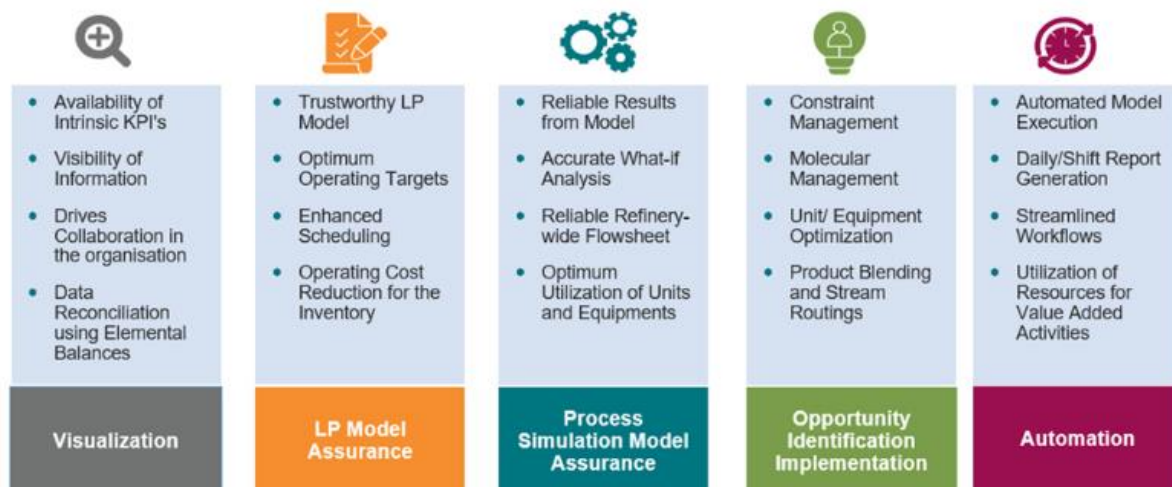 Availability of
Intrinsic KPI's
Visibility of
Information
Drives
Collaboration in
the organisation
Data
Reconciliation
using Elemental
Balances
Visualization
Trustworthy LP
Model
Optimum
Operating Targets
Enhanced
Scheduling
Operating Cost
Reduction for the
Inventory
LP Model
Assurance
Reliable Results
from Model
Accurate What-if
Analysis
Reliable Refinery-
wide Flowsheet
Optimum
Utilization of Units
and Equipments
Process
Simulation Model
Assurance
Constraint
Management
Molecular
Management
Unit/ Equipment
Optimization
Product Blending
and Stream
Routings
Opportunity
Identification
Implementation
Automated Model
Execution
Daily/Shift Report
Generation
Streamlined
Workflows
Utilization of
Resources for
Value Added
Activities
Automation